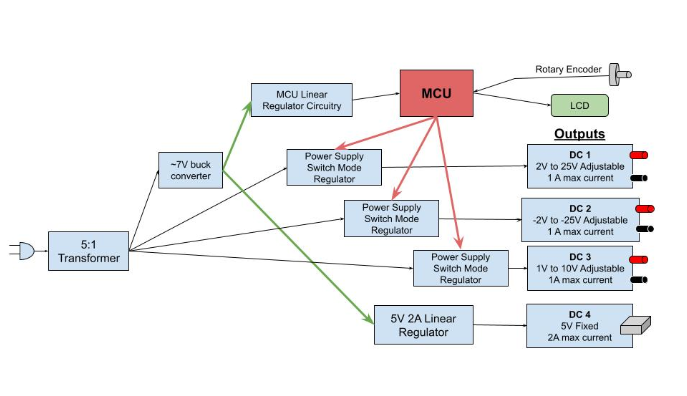 Rotary Encoder
MCU
MCU Linear
Regulator Circuitry
LCD
Outputs
DC 1
2V to 25V Adjustable
1 A max current
Power Supply
Switch Mode
Regulator
~7V buck
converter
DC 2
-2V to -25V Adjustable
1 A max current
Power Supply
Switch Mode
Regulator
5:1
Transformer
DC 3
1V to 10V Adjustable
1A max current
Power Supply
Switch Mode
Regulator
DC 4
5V Fixed
2A max current
5V 2A Linear
Regulator